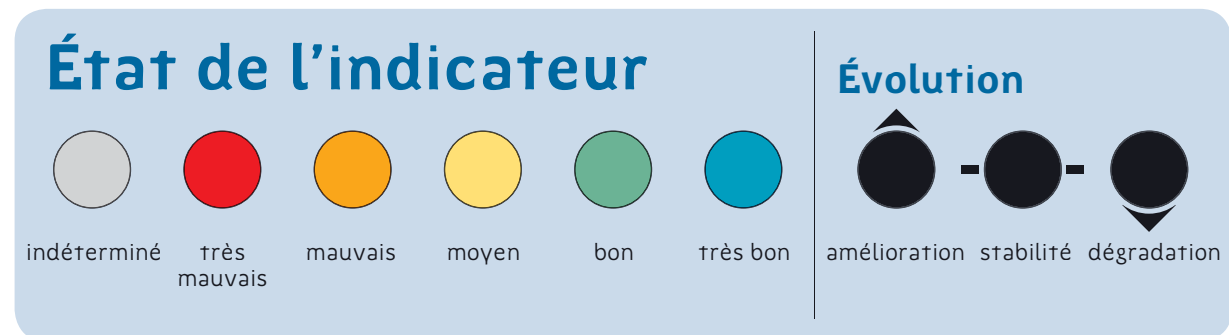 État de l'indicateur
indéterminé
très
mauvais
mauvais
moyen
bon
très bon
Évolution
amélioration
stabilité
dégradation